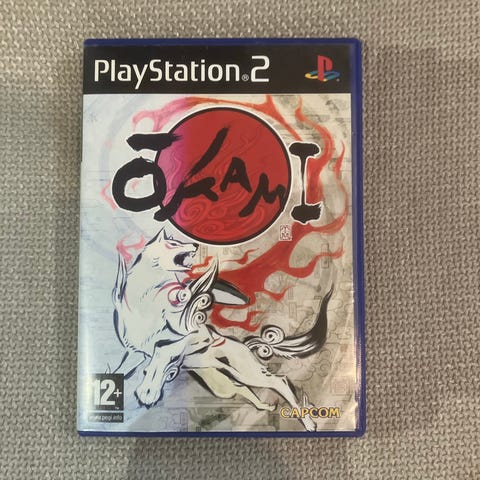 PlayStation® 2
ŌKAMI
12+
www.pegi.info
CAPCOM